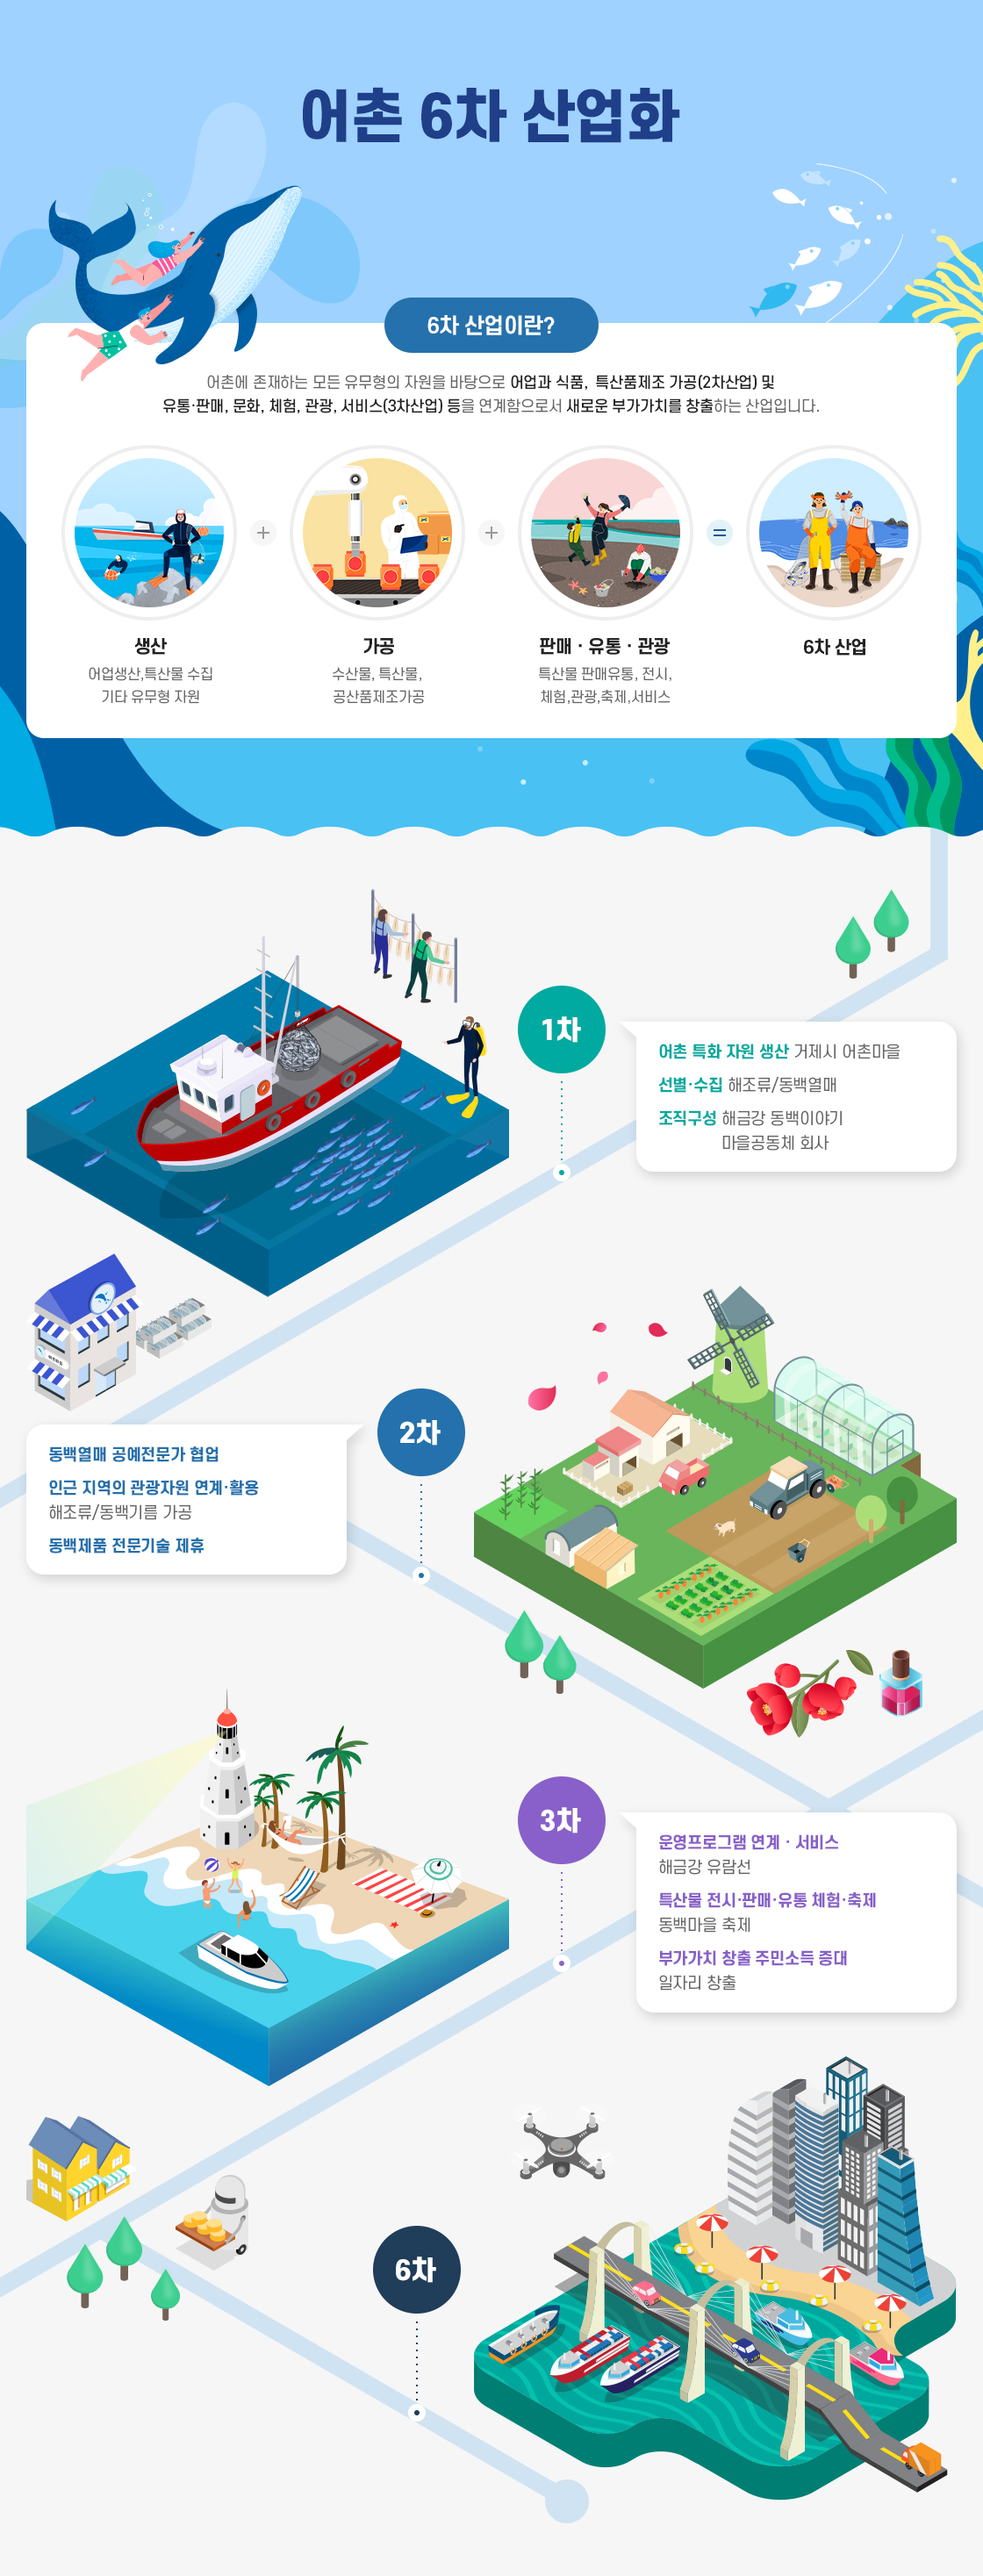 어촌 6차 산업화
6차 산업이란?
어촌에 존재하는 모든 유무형의 자원을 바탕으로 어업과 식품, 특산품제조 가공(2차산업) 및
유통·판매, 문화, 체험, 관광, 서비스(3차산업) 등을 연계함으로서 새로운 부가가치를 창출하는 산업입니다.
생산
어업생산,특산물 수집
기타 유무형 자원
가공
수산물, 특산물,
공산품제조가공
판매 · 유통 · 관광
특산물 판매유통, 전시,
체험,관광,축제,서비스
6차 산업
1차
어촌 특화 자원 생산 거제시 어촌마을
선별·수집 해조류/동백열매
조직구성 해금강 동백이야기
마을공동체 회사
2차
동백열매 공예전문가 협업
인근 지역의 관광자원 연계·활용
해조류/동백기름 가공
동백제품 전문기술 제휴
3차
운영프로그램 연계 · 서비스
해금강 유람선
특산물 전시·판매·유통 체험·축제
동백마을 축제
부가가치 창출 주민소득 증대
일자리 창출
6차